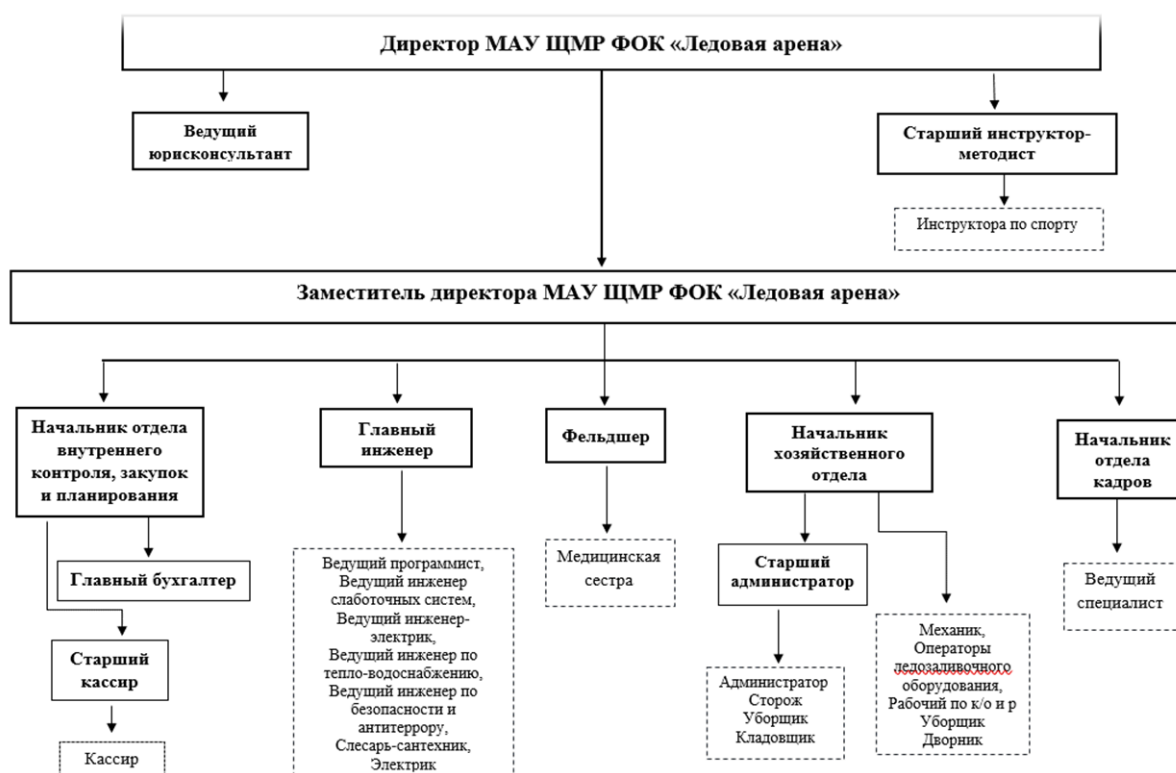 Директор МАУ ЩМР ФОК «Ледовая арена»
Ведущий
юрисконсультант
Старший инструктор-
методист
Инструктора по спорту
Заместитель директора МАУ ЩМР ФОК «Ледовая арена»
Начальник отдела
внутреннего
контроля, закупок
и планирования
Главный
инженер
Фельдшер
Начальник
хозяйственного
отдела
Начальник
отдела
кадров
Главный бухгалтер
Старший
кассир
Кассир
Ведущий программист,
Ведущий инженер
слаботочных систем,
Ведущий инженер-
электрик,
Ведущий инженер по
тепло-водоснабжению,
Ведущий инженер по
безопасности и
антитеррору,
Слесарь-сантехник,
Электрик
Медицинская
сестра
Старший
администратор
Администратор
Сторож
Уборщик
Кладовщик
Механик,
Операторы
ледозаливочного
оборудования,
Рабочий по к/о и р
Уборщик
Дворник
Ведущий
специалист